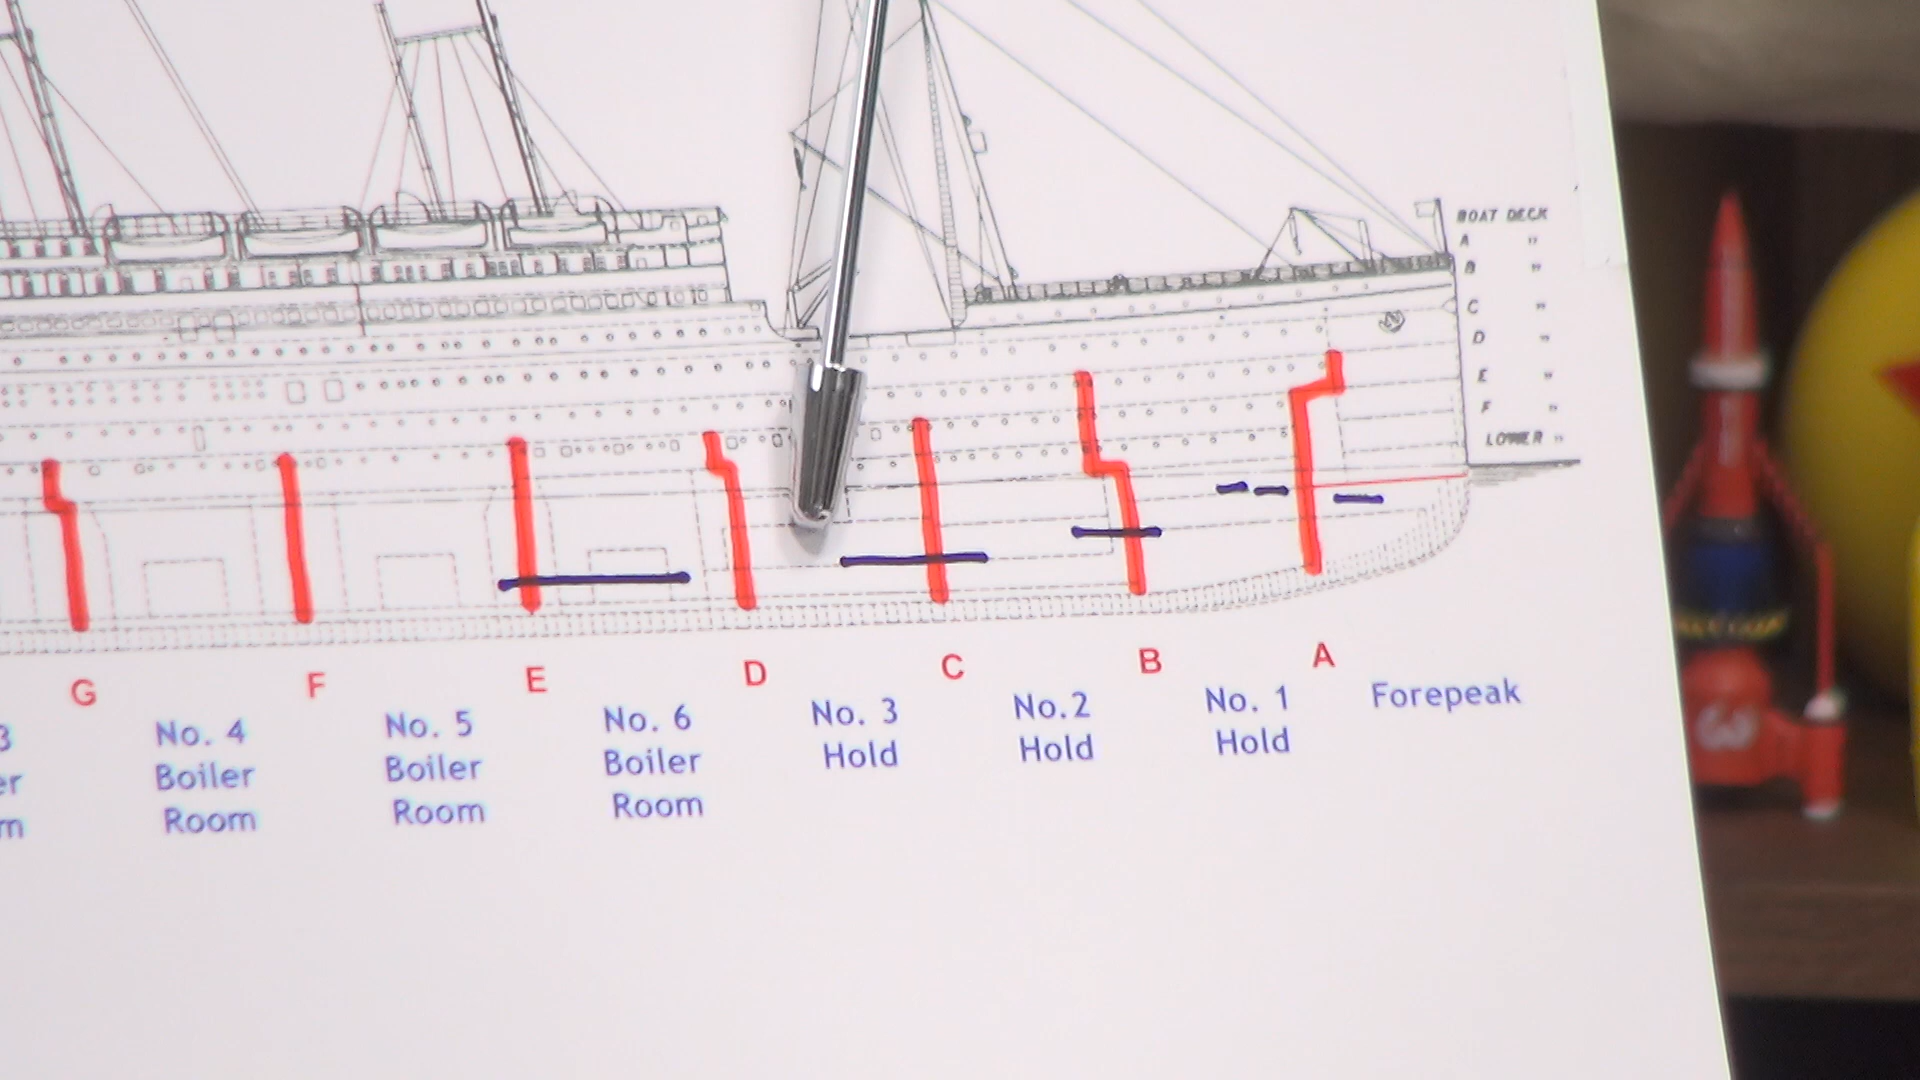 BOAT DECK
A "
B "
C "
D "
E "
F "
LOWER "
G
F
E
D
C
B
A
3
No. 4
Boiler
Room
No. 5
Boiler
Room
No. 6
Boiler
Room
No. 3
Hold
No.2
Hold
No. 1
Hold
Forepeak